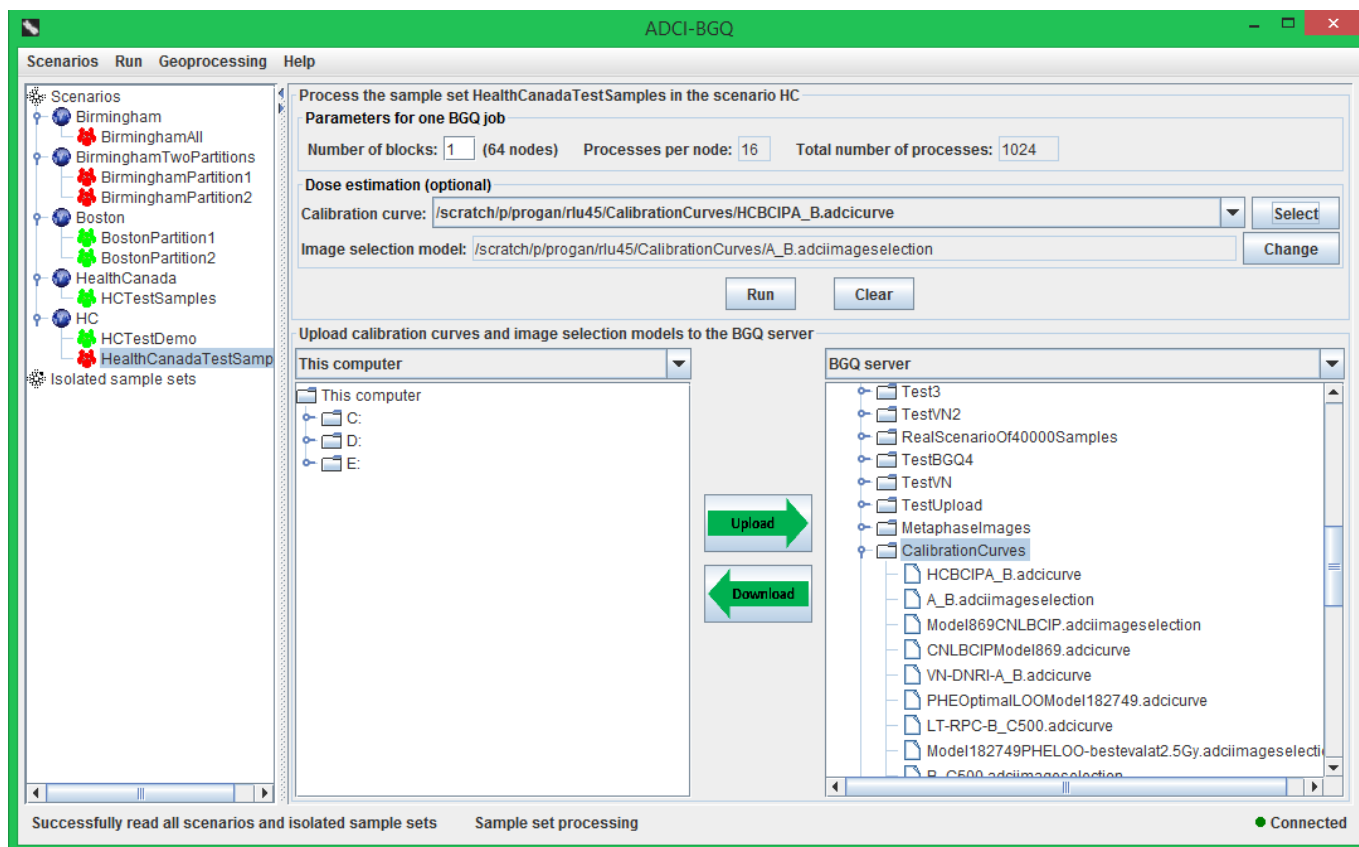 ADCI-BGQ
Scenarios Run Geoprocessing Help
Scenarios
Birmingham
BirminghamAll
BirminghamTwoPartitions
BirminghamPartition1
BirminghamPartition2
Boston
BostonPartition1
BostonPartition2
HealthCanada
HCTestSamples
HC
HCTestDemo
HealthCanadaTestSamp
Isolated sample sets
Process the sample set HealthCanadaTestSamples in the scenario HC
Parameters for one BGQ job
Number of blocks: 1 (64 nodes) Processes per node: 16 Total number of processes: 1024
Dose estimation (optional)
Calibration curve: /scratch/p/progan/rlu45/CalibrationCurves/HCBCIPA_B.adcicurve Select
Image selection model: /scratch/p/progan/rlu45/CalibrationCurves/A_B.adciimageselection Change
Run Clear
Upload calibration curves and image selection models to the BGQ server
This computer
This computer
C:
D:
E:
Upload
Download
BGQ server
Test3
TestVN2
RealScenarioOf40000Samples
TestBGQ4
TestVN
TestUpload
MetaphaseImages
CalibrationCurves
HCBCIPA_B.adcicurve
A_B.adciimageselection
Model869CNLBCIP.adciimageselection
CNLBCIPModel869.adcicurve
VN-DNRI-A_B.adcicurve
PHEOptimalLOOModel182749.adcicurve
LT-RPC-B_C500.adcicurve
Model182749PHELOO-bestevalat2.5Gy.adciimageselecti
B_C500.adciimageselection
Successfully read all scenarios and isolated sample sets Sample set processing Connected